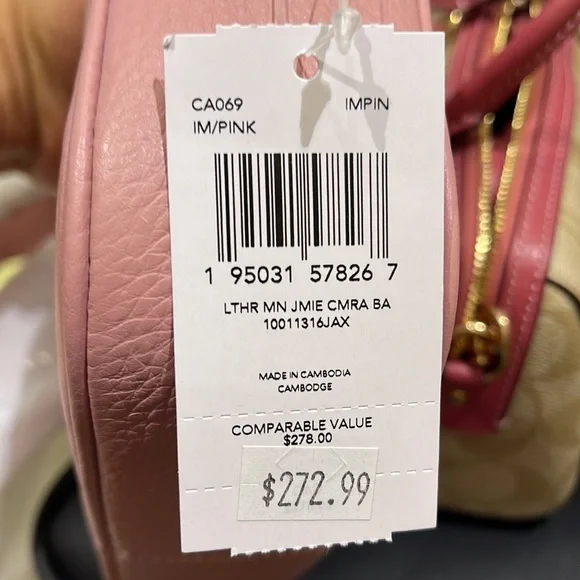 CA069 IMPIN
IM/PINK
1 95031 57826 7
LTHR MN JMIE CMRA BA
10011316JAX
MADE IN CAMBODIA
CAMBODGE
COMPARABLE VALUE
$278.00
$272.99